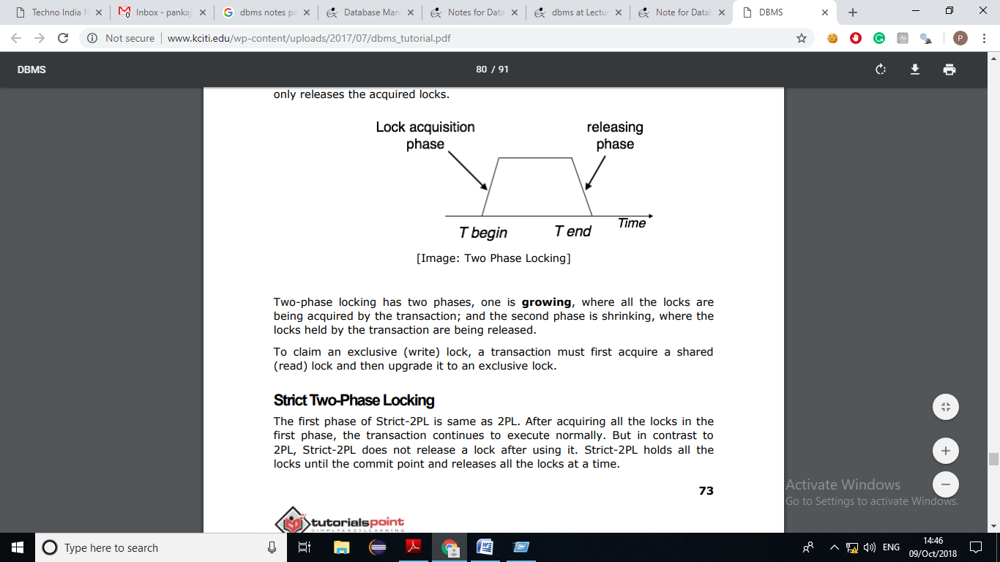 Techno India N
Inbox - pankaj
dbms notes po
Database Man
Notes for Data
dbms at Lectu
Note for Datab
DBMS
Not secure | www.kciti.edu/wp-content/uploads/2017/07/dbms_tutorial.pdf
P
DBMS
80 / 91
only releases the acquired locks.
Lock acquisition
phase
releasing
phase
Time
T begin
T end
[Image: Two Phase Locking]
Two-phase locking has two phases, one is growing, where all the locks are
being acquired by the transaction; and the second phase is shrinking, where the
locks held by the transaction are being released.
To claim an exclusive (write) lock, a transaction must first acquire a shared
(read) lock and then upgrade it to an exclusive lock.
Strict Two-Phase Locking
The first phase of Strict-2PL is same as 2PL. After acquiring all the locks in the
first phase, the transaction continues to execute normally. But in contrast to
2PL, Strict-2PL does not release a lock after using it. Strict-2PL holds all the
locks until the commit point and releases all the locks at a time.
73
Activate Windows
Go to Settings to activate Windows.
tutorialspoint
SIMPLYEASYLEARNING
Type here to search
ENG
14:46
09/Oct/2018